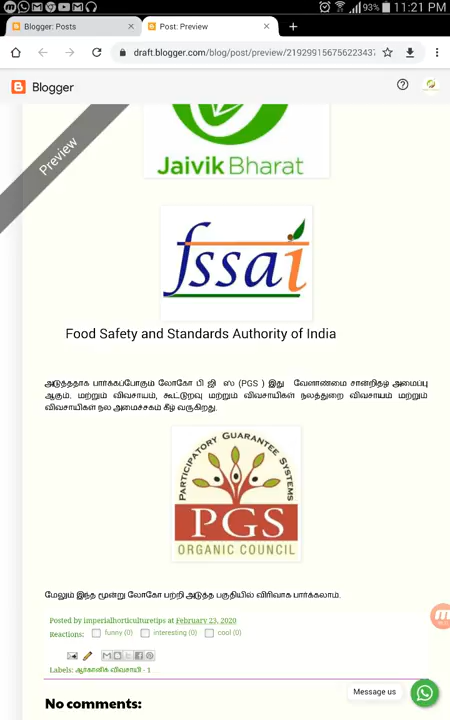 11:21 PM
93%
Blogger: Posts
Post: Preview
draft.blogger.com/blog/post/preview/21929915675622343
Blogger
Preview
Jaivik Bharat
fssai
Food Safety and Standards Authority of India
அடுத்ததாக பார்க்கப்போகும் லோகோ பி ஜி ஸ (PGS ) இது வேளாண்மை சான்றிதழ் அமைப்பு
ஆகும். மற்றும் விவசாயம், கூட்டுறவு மற்றும் விவசாயிகள் நலத்துறை விவசாயம் மற்றும்
விவசாயிகள் நல அமைச்சகம் கீழ் வருகிறது.
PARTICIPATORY GUARANTEE SYSTEMS
PGS
ORGANIC COUNCIL
மேலும் இந்த மூன்று லோகோ பற்றி அடுத்த பகுதியில் விரிவாக பார்க்கலாம்.
Posted by imperialhorticulturetips at February 23, 2020
Reactions: funny (0) interesting (0) cool (0)
Labels: ஆர்கானிக் விவசாயி - 1
Message us
No comments: